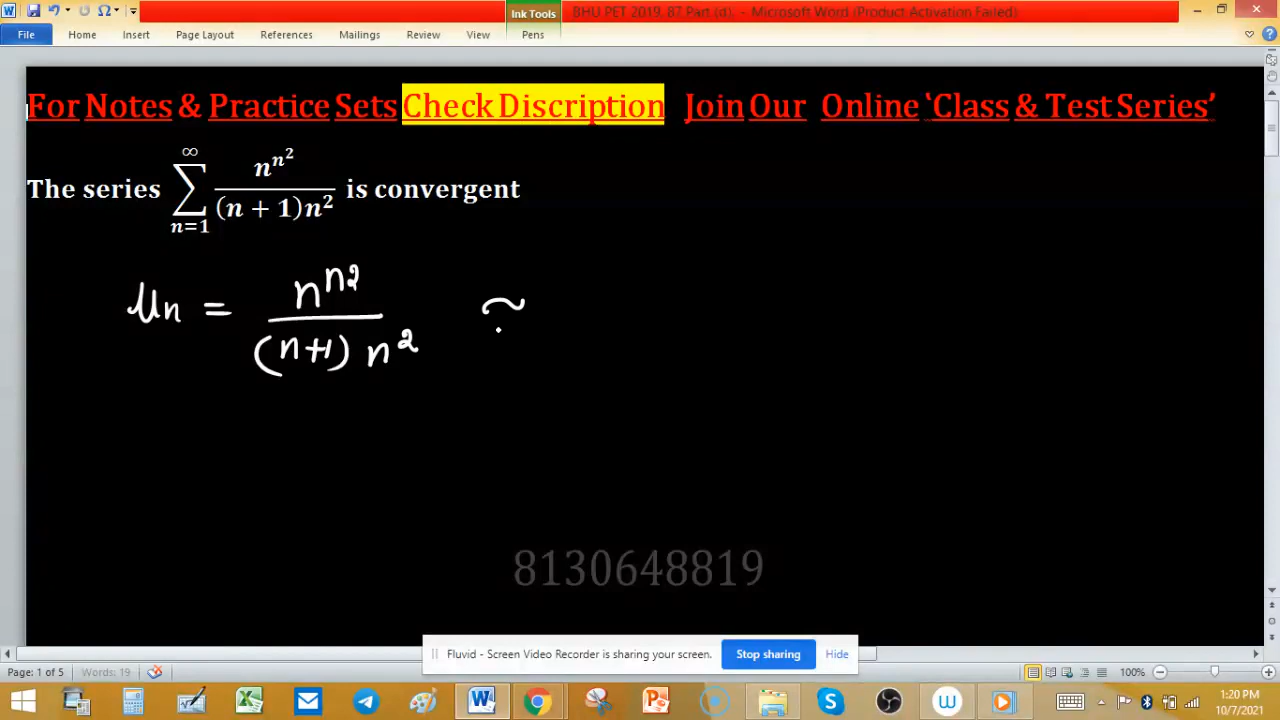 BHU PET 2019, 87 Part (d). - Microsoft Word (Product Activation Failed)
Ink Tools
File Home Insert Page Layout References Mailings Review View Pens
For Notes & Practice Sets Check Discription Join Our Online ‘Class & Test Series’
The series ∑_{n=1}^{∞} n^{n^2} / (n + 1)n^2 is convergent
Un = n^{n^2} / (n+1) n^2 ~
8130648819
Fluvid - Screen Video Recorder is sharing your screen. Stop sharing Hide
Page: 1 of 5 Words: 19 100%
1:20 PM
10/7/2021